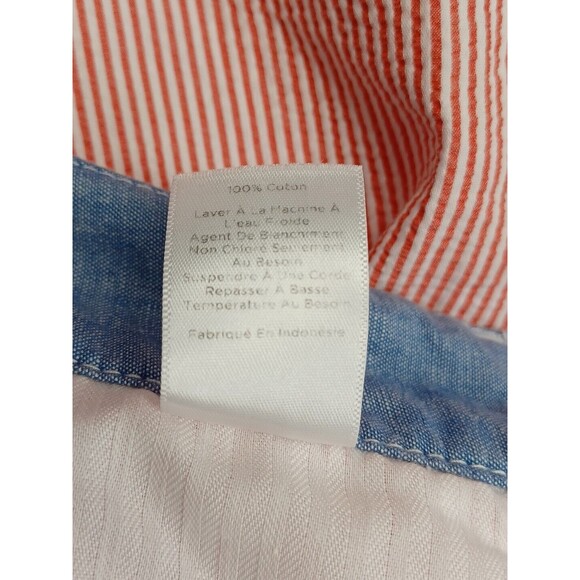 100% Coton
Laver À La Machine À
L'eau Froide
Agent De Blanchiment
Non Chloré Seulement
Au Besoin
Suspendre À Une Corde
Repasser À Basse
Température Au Besoin
Fabriqué En Indonésie